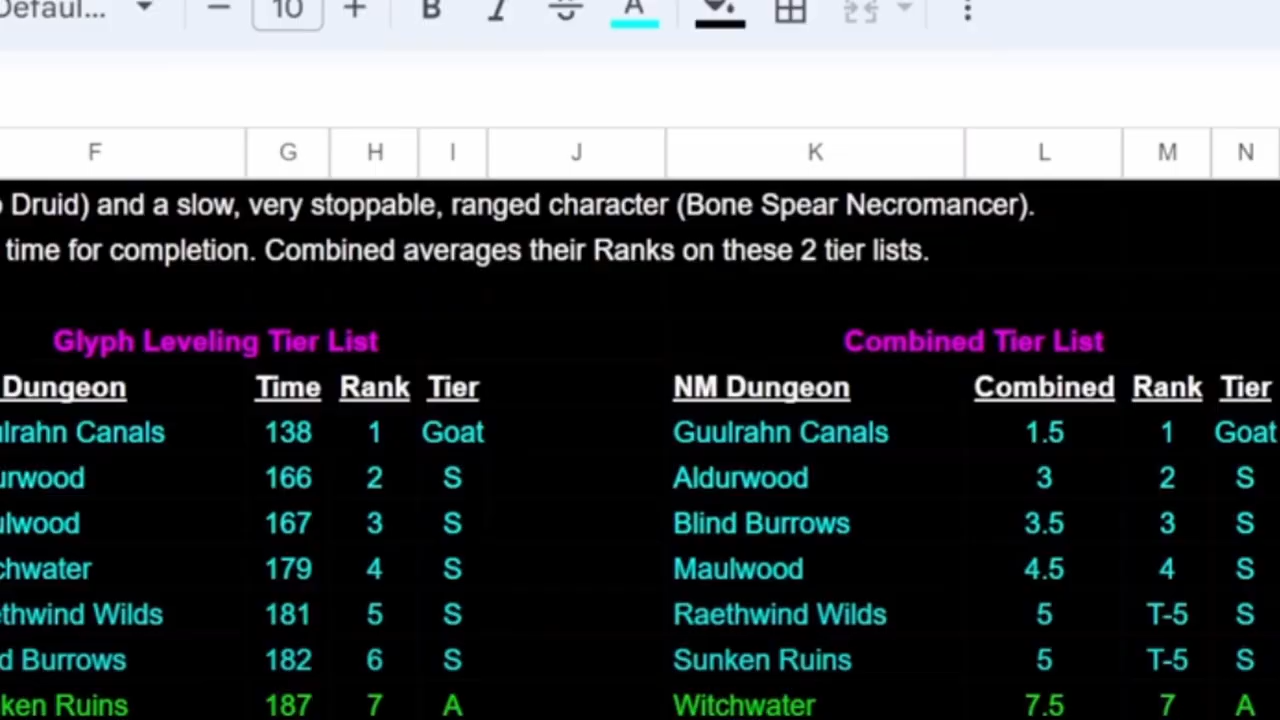 Defaul... 10 B I A
F G H I J K L M N
Druid) and a slow, very stoppable, ranged character (Bone Spear Necromancer).
time for completion. Combined averages their Ranks on these 2 tier lists.
Glyph Leveling Tier List Combined Tier List
Dungeon Time Rank Tier NM Dungeon Combined Rank Tier
ulrahn Canals 138 1 Goat Guulrahn Canals 1.5 1 Goat
urwood 166 2 S Aldurwood 3 2 S
ulwood 167 3 S Blind Burrows 3.5 3 S
chwater 179 4 S Maulwood 4.5 4 S
ethwind Wilds 181 5 S Raethwind Wilds 5 T-5 S
d Burrows 182 6 S Sunken Ruins 5 T-5 S
ken Ruins 187 7 A Witchwater 7.5 7 A